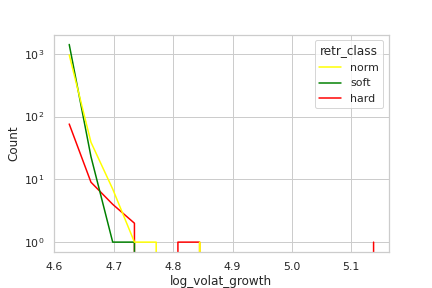 10³
10²
10¹
10⁰
Count
4.6 4.7 4.8 4.9 5.0 5.1
log_volat_growth
retr_class
norm
soft
hard